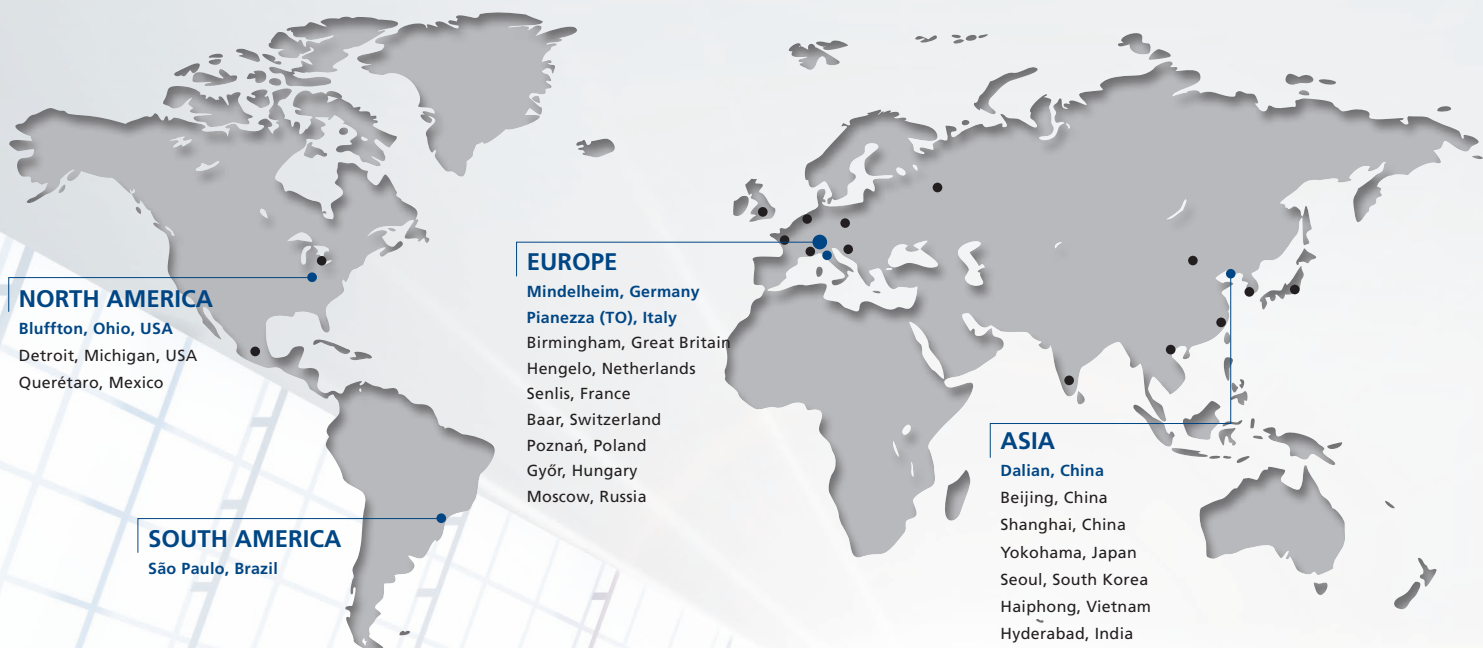 NORTH AMERICA
Bluffton, Ohio, USA
Detroit, Michigan, USA
Querétaro, Mexico
SOUTH AMERICA
São Paulo, Brazil
EUROPE
Mindelheim, Germany
Pianezza (TO), Italy
Birmingham, Great Britain
Hengelo, Netherlands
Senlis, France
Baar, Switzerland
Poznań, Poland
Győr, Hungary
Moscow, Russia
ASIA
Dalian, China
Beijing, China
Shanghai, China
Yokohama, Japan
Seoul, South Korea
Haiphong, Vietnam
Hyderabad, India